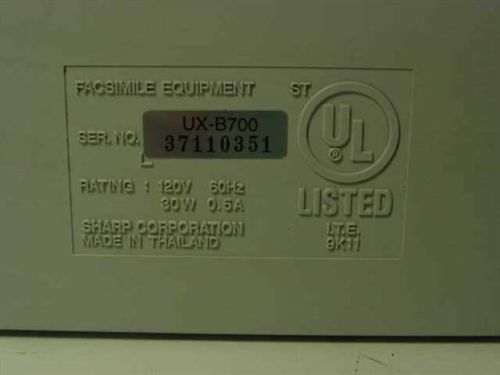 FACSIMILE EQUIPMENT ST
UX-B700
SER. NO. 37110351
L
RATING : 120V 60Hz
30W 0.5A
SHARP CORPORATION
MADE IN THAILAND
UL
®
LISTED
I.T.E.
9K11